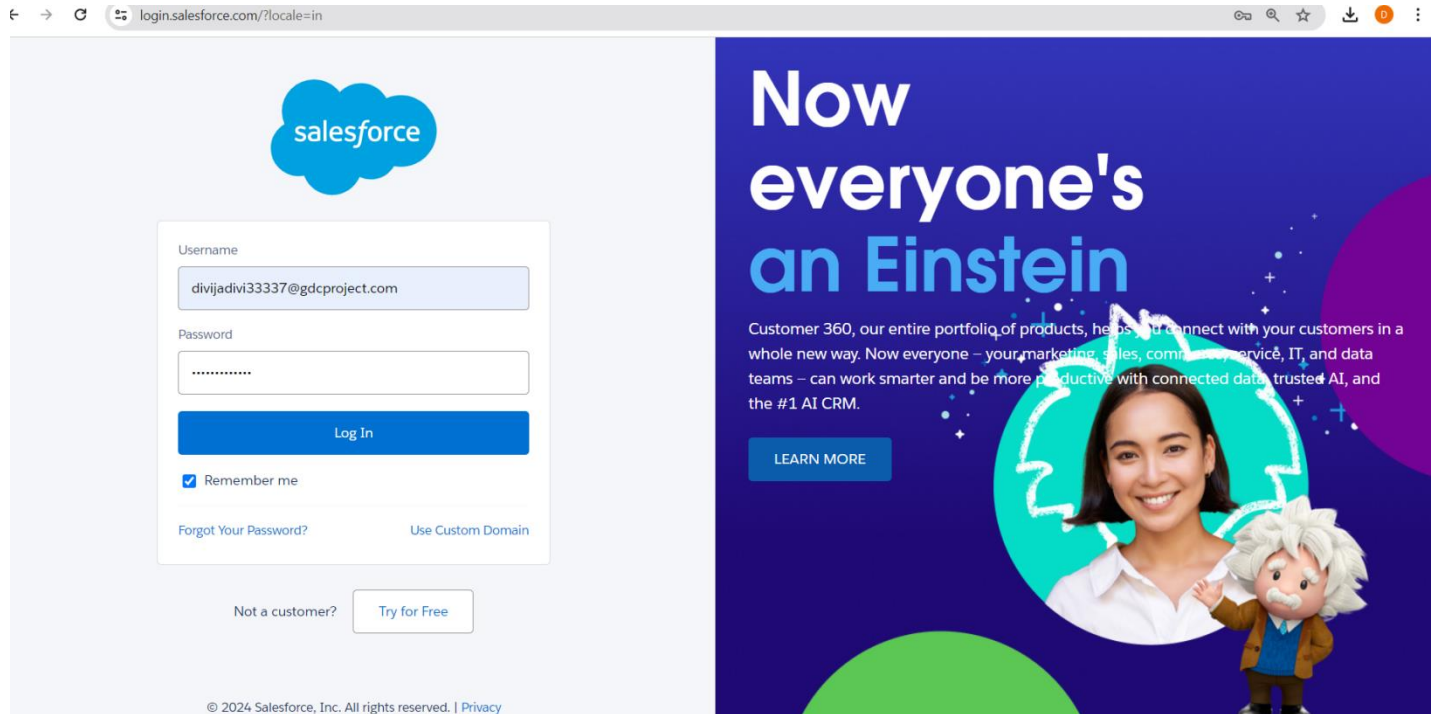 login.salesforce.com/?locale=in
D
salesforce
Username
divijadivi33337@gdcproject.com
Password
•••••••••••••
Log In
Remember me
Forgot Your Password? Use Custom Domain
Not a customer? Try for Free
© 2024 Salesforce, Inc. All rights reserved. | Privacy
Now
everyone's
an Einstein
Customer 360, our entire portfolio of products, helps you connect with your customers in a
whole new way. Now everyone – your marketing, sales, commerce, service, IT, and data
teams – can work smarter and be more productive with connected data, trusted AI, and
the #1 AI CRM.
LEARN MORE